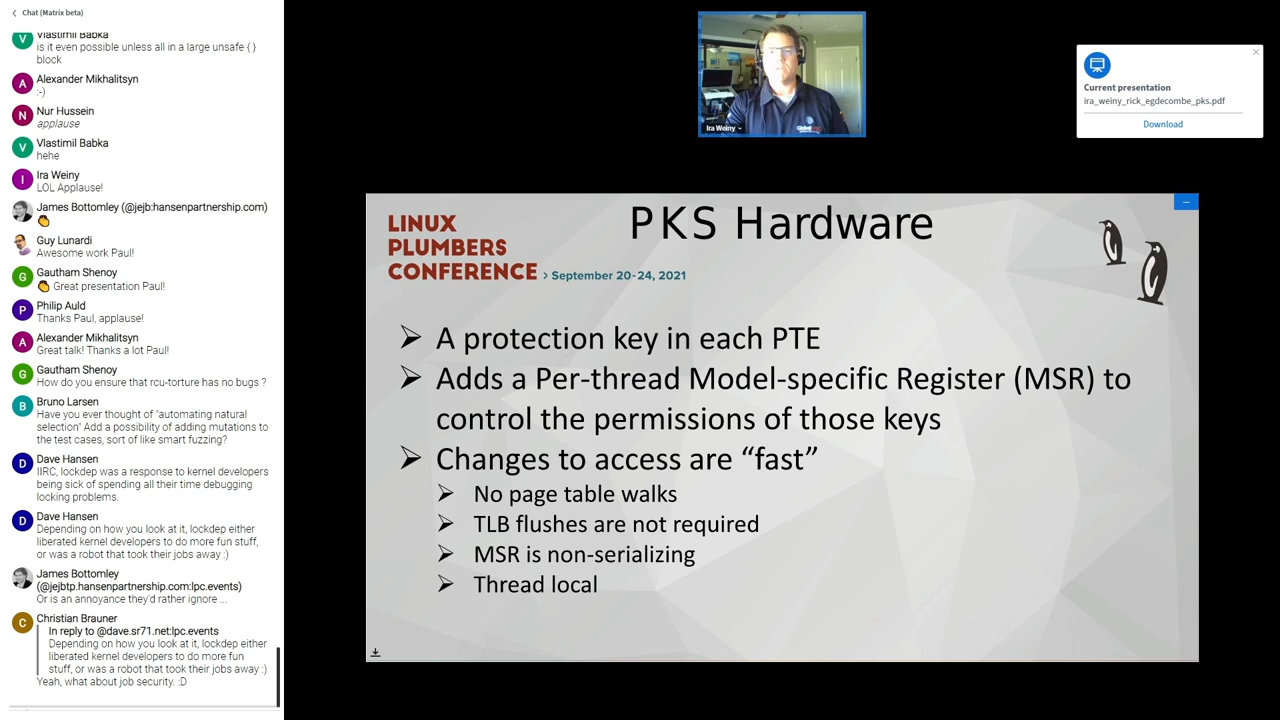 Chat (Matrix beta)
Vlastimil Babka
is it even possible unless all in a large unsafe { }
block
A
Alexander Mikhalitsyn
:-)
N
Nur Hussein
applause
V
Vlastimil Babka
hehe
I
Ira Weiny
LOL Applause!
James Bottomley (@jejb:hansenpartnership.com)
👏
Guy Lunardi
Awesome work Paul!
G
Gautham Shenoy
👏 Great presentation Paul!
P
Philip Auld
Thanks Paul, applause!
A
Alexander Mikhalitsyn
Great talk! Thanks a lot Paul!
G
Gautham Shenoy
How do you ensure that rcu-torture has no bugs ?
B
Bruno Larsen
Have you ever thought of "automating natural
selection" Add a possibility of adding mutations to
the test cases, sort of like smart fuzzing?
D
Dave Hansen
IIRC, lockdep was a response to kernel developers
being sick of spending all their time debugging
locking problems.
D
Dave Hansen
Depending on how you look at it, lockdep either
liberated kernel developers to do more fun stuff,
or was a robot that took their jobs away :)
James Bottomley
(@jejbtp.hansenpartnership.com:lpc.events)
Or is an annoyance they'd rather ignore ...
C
Christian Brauner
In reply to @dave.sr71.net:lpc.events
Depending on how you look at it, lockdep either
liberated kernel developers to do more fun
stuff, or was a robot that took their jobs away :)
Yeah, what about job security. :D
Ira Weiny
Current presentation
ira_weiny_rick_egdecombe_pks.pdf
Download
LINUX
PLUMBERS
CONFERENCE > September 20-24, 2021
PKS Hardware
➢ A protection key in each PTE
➢ Adds a Per-thread Model-specific Register (MSR) to
control the permissions of those keys
➢ Changes to access are “fast”
➢ No page table walks
➢ TLB flushes are not required
➢ MSR is non-serializing
➢ Thread local